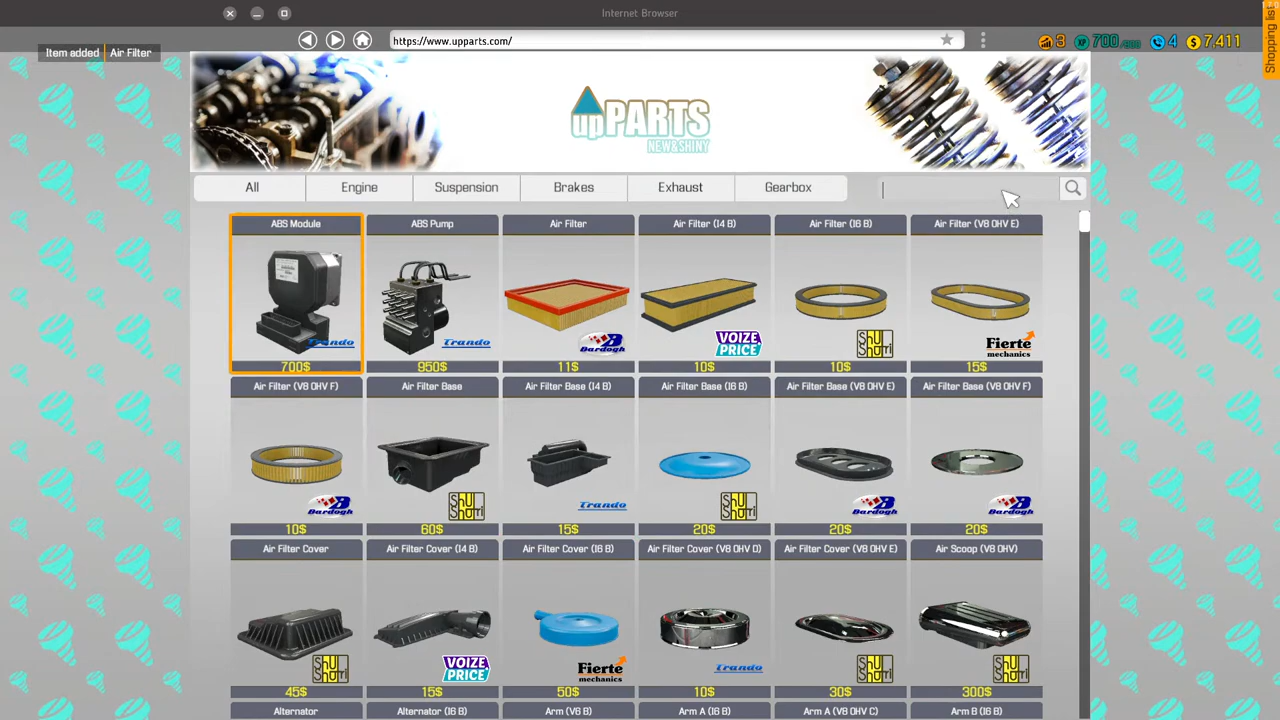 Internet Browser
Shopping list
Item added Air Filter
https://www.upparts.com/
3 700 4 $ 7,411
upPARTS
NEW&SHINY
All Engine Suspension Brakes Exhaust Gearbox
ABS Module ABS Pump Air Filter Air Filter (I4 B) Air Filter (I6 B) Air Filter (V8 OHV E)
Trando Trando Bardogh VOIZE PRICE Shu Shuri Fierte mechanics
700$ 950$ 11$ 10$ 10$ 15$
Air Filter (V8 OHV F) Air Filter Base Air Filter Base (I4 B) Air Filter Base (I6 B) Air Filter Base (V8 OHV E) Air Filter Base (V8 OHV F)
Bardogh Shu Shuri Trando Shu Shuri Bardogh Bardogh
10$ 60$ 15$ 20$ 20$ 20$
Air Filter Cover Air Filter Cover (I4 B) Air Filter Cover (I6 B) Air Filter Cover (V8 OHV D) Air Filter Cover (V8 OHV E) Air Scoop (V8 OHV)
Shu Shuri VOIZE PRICE Fierte mechanics Trando Shu Shuri Shu Shuri
45$ 15$ 50$ 10$ 30$ 300$
Alternator Alternator (I6 B) Arm (V6 B) Arm A (I6 B) Arm A (V8 OHV C) Arm B (I6 B)